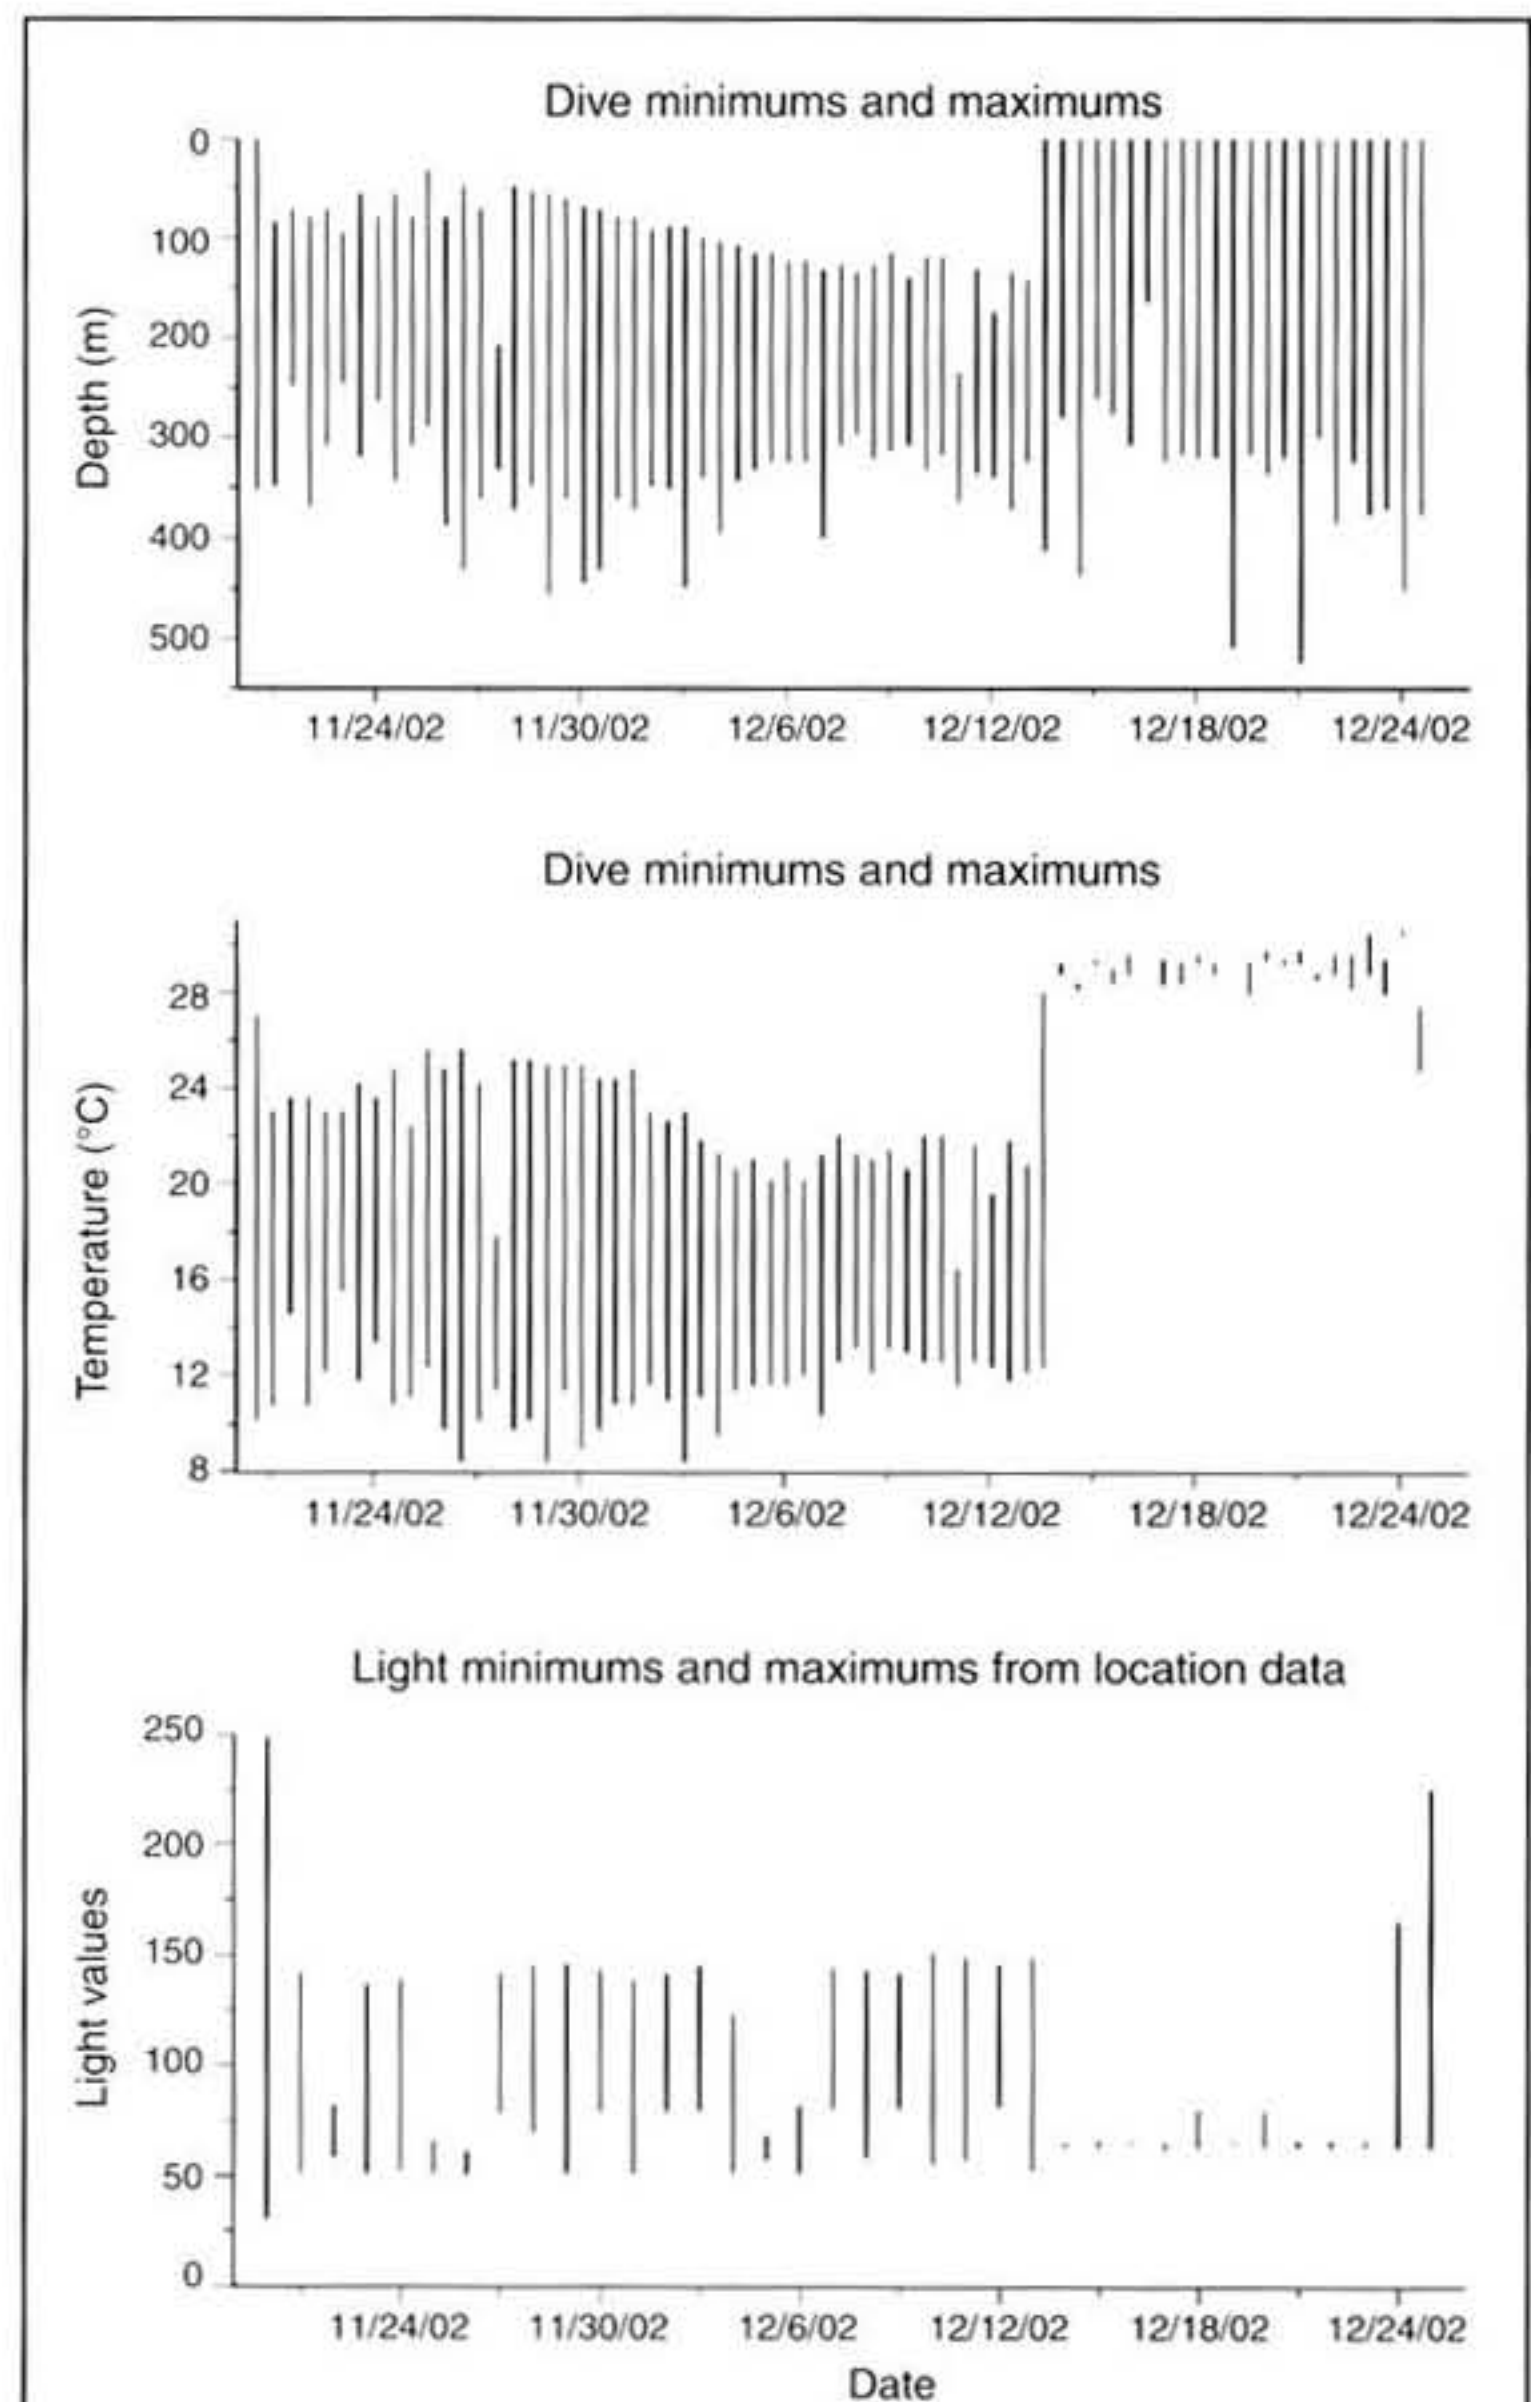 Dive minimums and maximums
0
100
200
300
400
500
Depth (m)
11/24/02 11/30/02 12/6/02 12/12/02 12/18/02 12/24/02
Dive minimums and maximums
28
24
20
16
12
8
Temperature (°C)
11/24/02 11/30/02 12/6/02 12/12/02 12/18/02 12/24/02
Light minimums and maximums from location data
250
200
150
100
50
0
Light values
11/24/02 11/30/02 12/6/02 12/12/02 12/18/02 12/24/02
Date